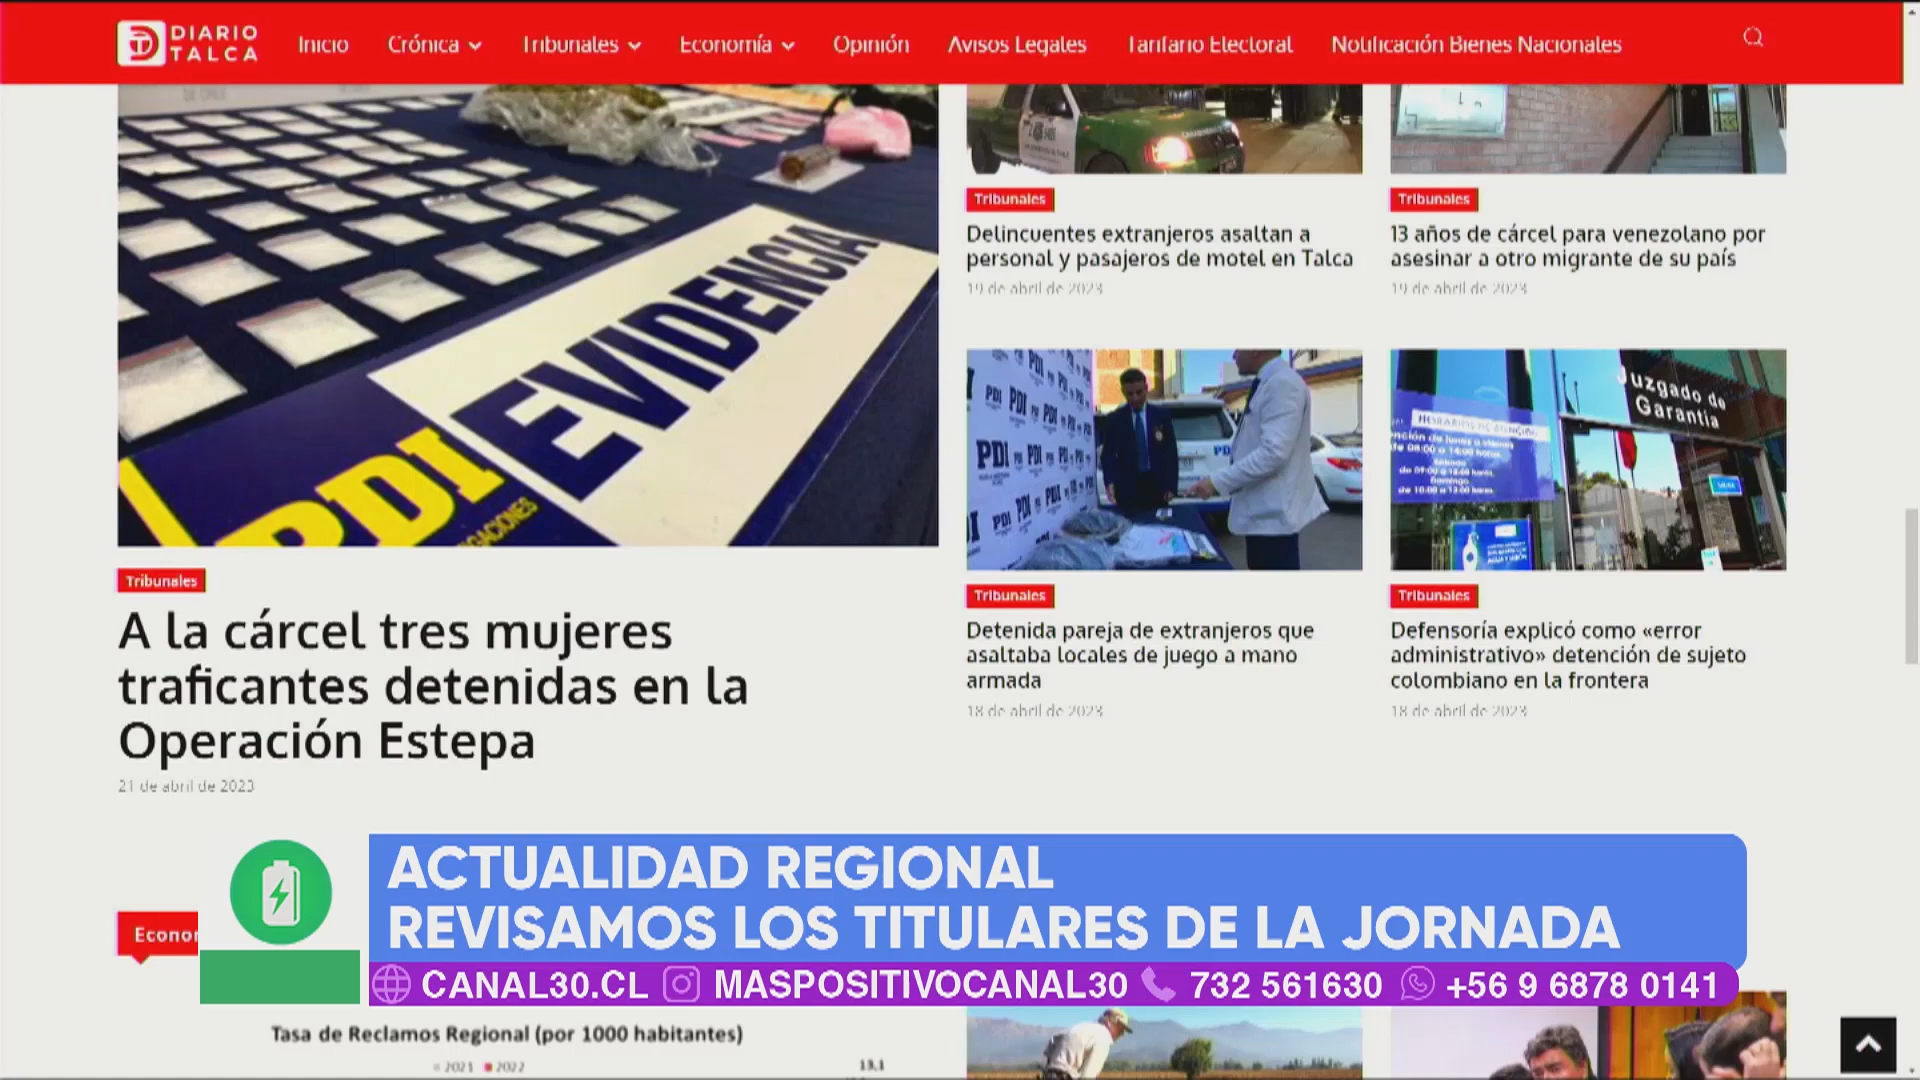 DIARIO TALCA
Inicio
Crónica
Tribunales
Economía
Opinión
Avisos Legales
Tarifario Electoral
Notificación Bienes Nacionales
EVIDENCIA
PDI
Tribunales
A la cárcel tres mujeres
traficantes detenidas en la
Operación Estepa
21 de abril de 2023
Tribunales
Delincuentes extranjeros asaltan a
personal y pasajeros de motel en Talca
19 de abril de 2023
Tribunales
13 años de cárcel para venezolano por
asesinar a otro migrante de su país
19 de abril de 2023
PDI
Tribunales
Detenida pareja de extranjeros que
asaltaba locales de juego a mano
armada
18 de abril de 2023
Juzgado de
Garantía
Tribunales
Defensoría explicó como «error
administrativo» detención de sujeto
colombiano en la frontera
18 de abril de 2023
ACTUALIDAD REGIONAL
REVISAMOS LOS TITULARES DE LA JORNADA
CANAL30.CL MASPOSITIVOCANAL30 732 561630 +56 9 6878 0141
Tasa de Reclamos Regional (por 1000 habitantes)
2021 2022
13,1